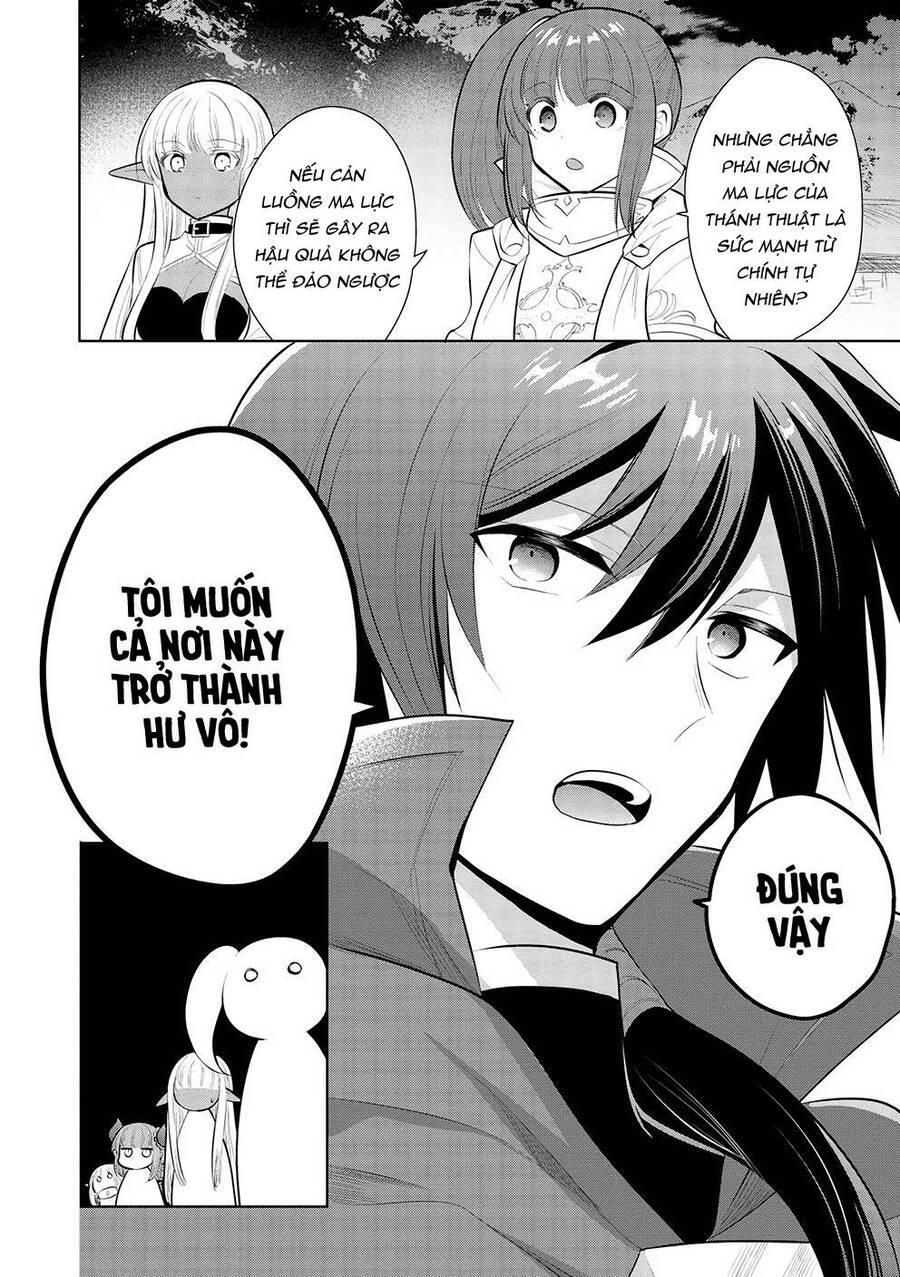 NHƯNG CHẲNG
PHẢI NGUỒN
MA LỰC CỦA
THÁNH THUẬT LÀ
SỨC MẠNH TỪ
CHÍNH TỰ
NHIÊN?
NẾU CẢN
LUỒNG MA LỰC
THÌ SẼ GÂY RA
HẬU QUẢ KHÔNG
THỂ ĐẢO NGƯỢC
ĐÚNG
VẬY
TÔI MUỐN
CẢ NƠI NÀY
TRỞ THÀNH
HƯ VÔ!